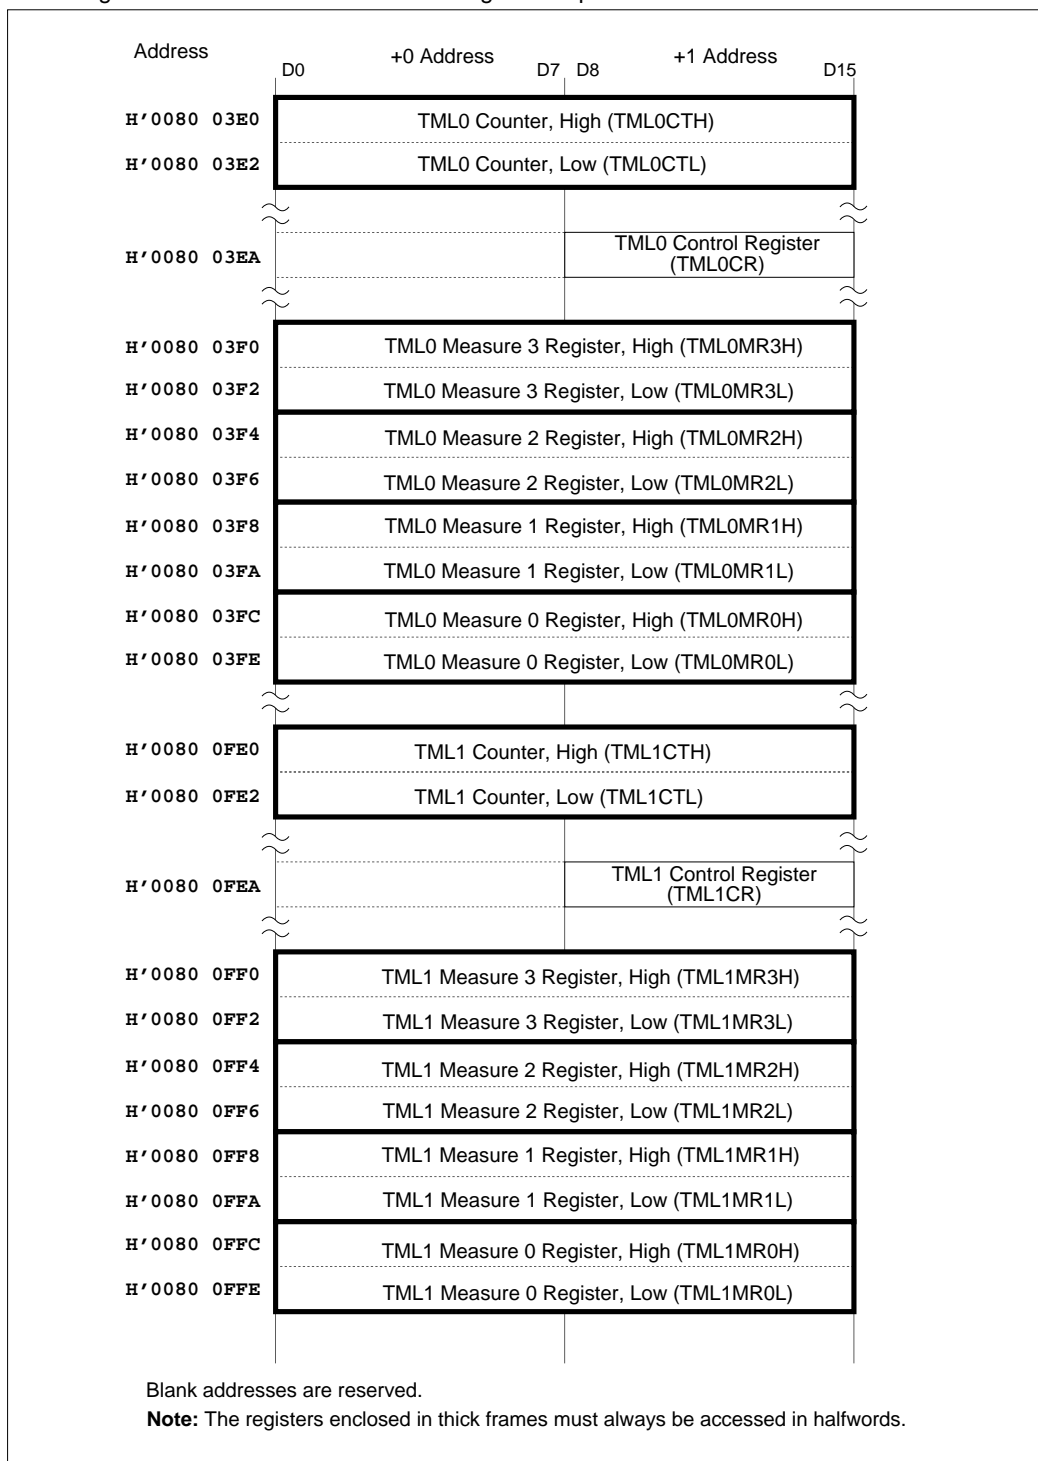 Address +0 Address +1 Address
D0 D7 D8 D15
H'0080 03E0 TML0 Counter, High (TML0CTH)
H'0080 03E2 TML0 Counter, Low (TML0CTL)
H'0080 03EA TML0 Control Register
(TML0CR)
H'0080 03F0 TML0 Measure 3 Register, High (TML0MR3H)
H'0080 03F2 TML0 Measure 3 Register, Low (TML0MR3L)
H'0080 03F4 TML0 Measure 2 Register, High (TML0MR2H)
H'0080 03F6 TML0 Measure 2 Register, Low (TML0MR2L)
H'0080 03F8 TML0 Measure 1 Register, High (TML0MR1H)
H'0080 03FA TML0 Measure 1 Register, Low (TML0MR1L)
H'0080 03FC TML0 Measure 0 Register, High (TML0MR0H)
H'0080 03FE TML0 Measure 0 Register, Low (TML0MR0L)
H'0080 0FE0 TML1 Counter, High (TML1CTH)
H'0080 0FE2 TML1 Counter, Low (TML1CTL)
H'0080 0FEA TML1 Control Register
(TML1CR)
H'0080 0FF0 TML1 Measure 3 Register, High (TML1MR3H)
H'0080 0FF2 TML1 Measure 3 Register, Low (TML1MR3L)
H'0080 0FF4 TML1 Measure 2 Register, High (TML1MR2H)
H'0080 0FF6 TML1 Measure 2 Register, Low (TML1MR2L)
H'0080 0FF8 TML1 Measure 1 Register, High (TML1MR1H)
H'0080 0FFA TML1 Measure 1 Register, Low (TML1MR1L)
H'0080 0FFC TML1 Measure 0 Register, High (TML1MR0H)
H'0080 0FFE TML1 Measure 0 Register, Low (TML1MR0L)
Blank addresses are reserved.
Note: The registers enclosed in thick frames must always be accessed in halfwords.